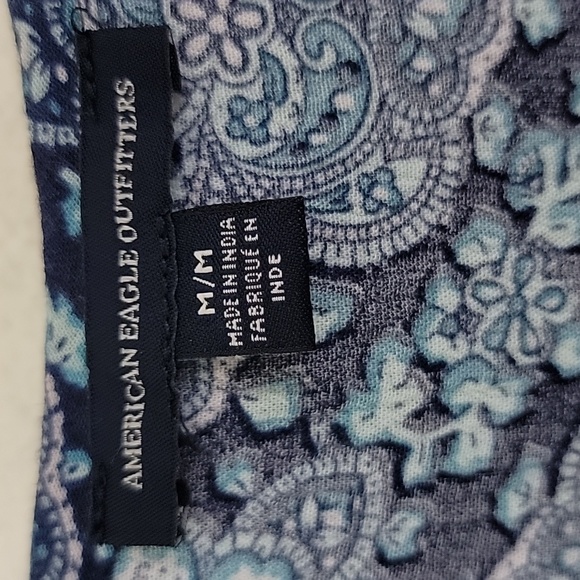 AMERICAN EAGLE OUTFITTERS
M/M
MADE IN INDIA
FABRIQUÉ EN
INDE